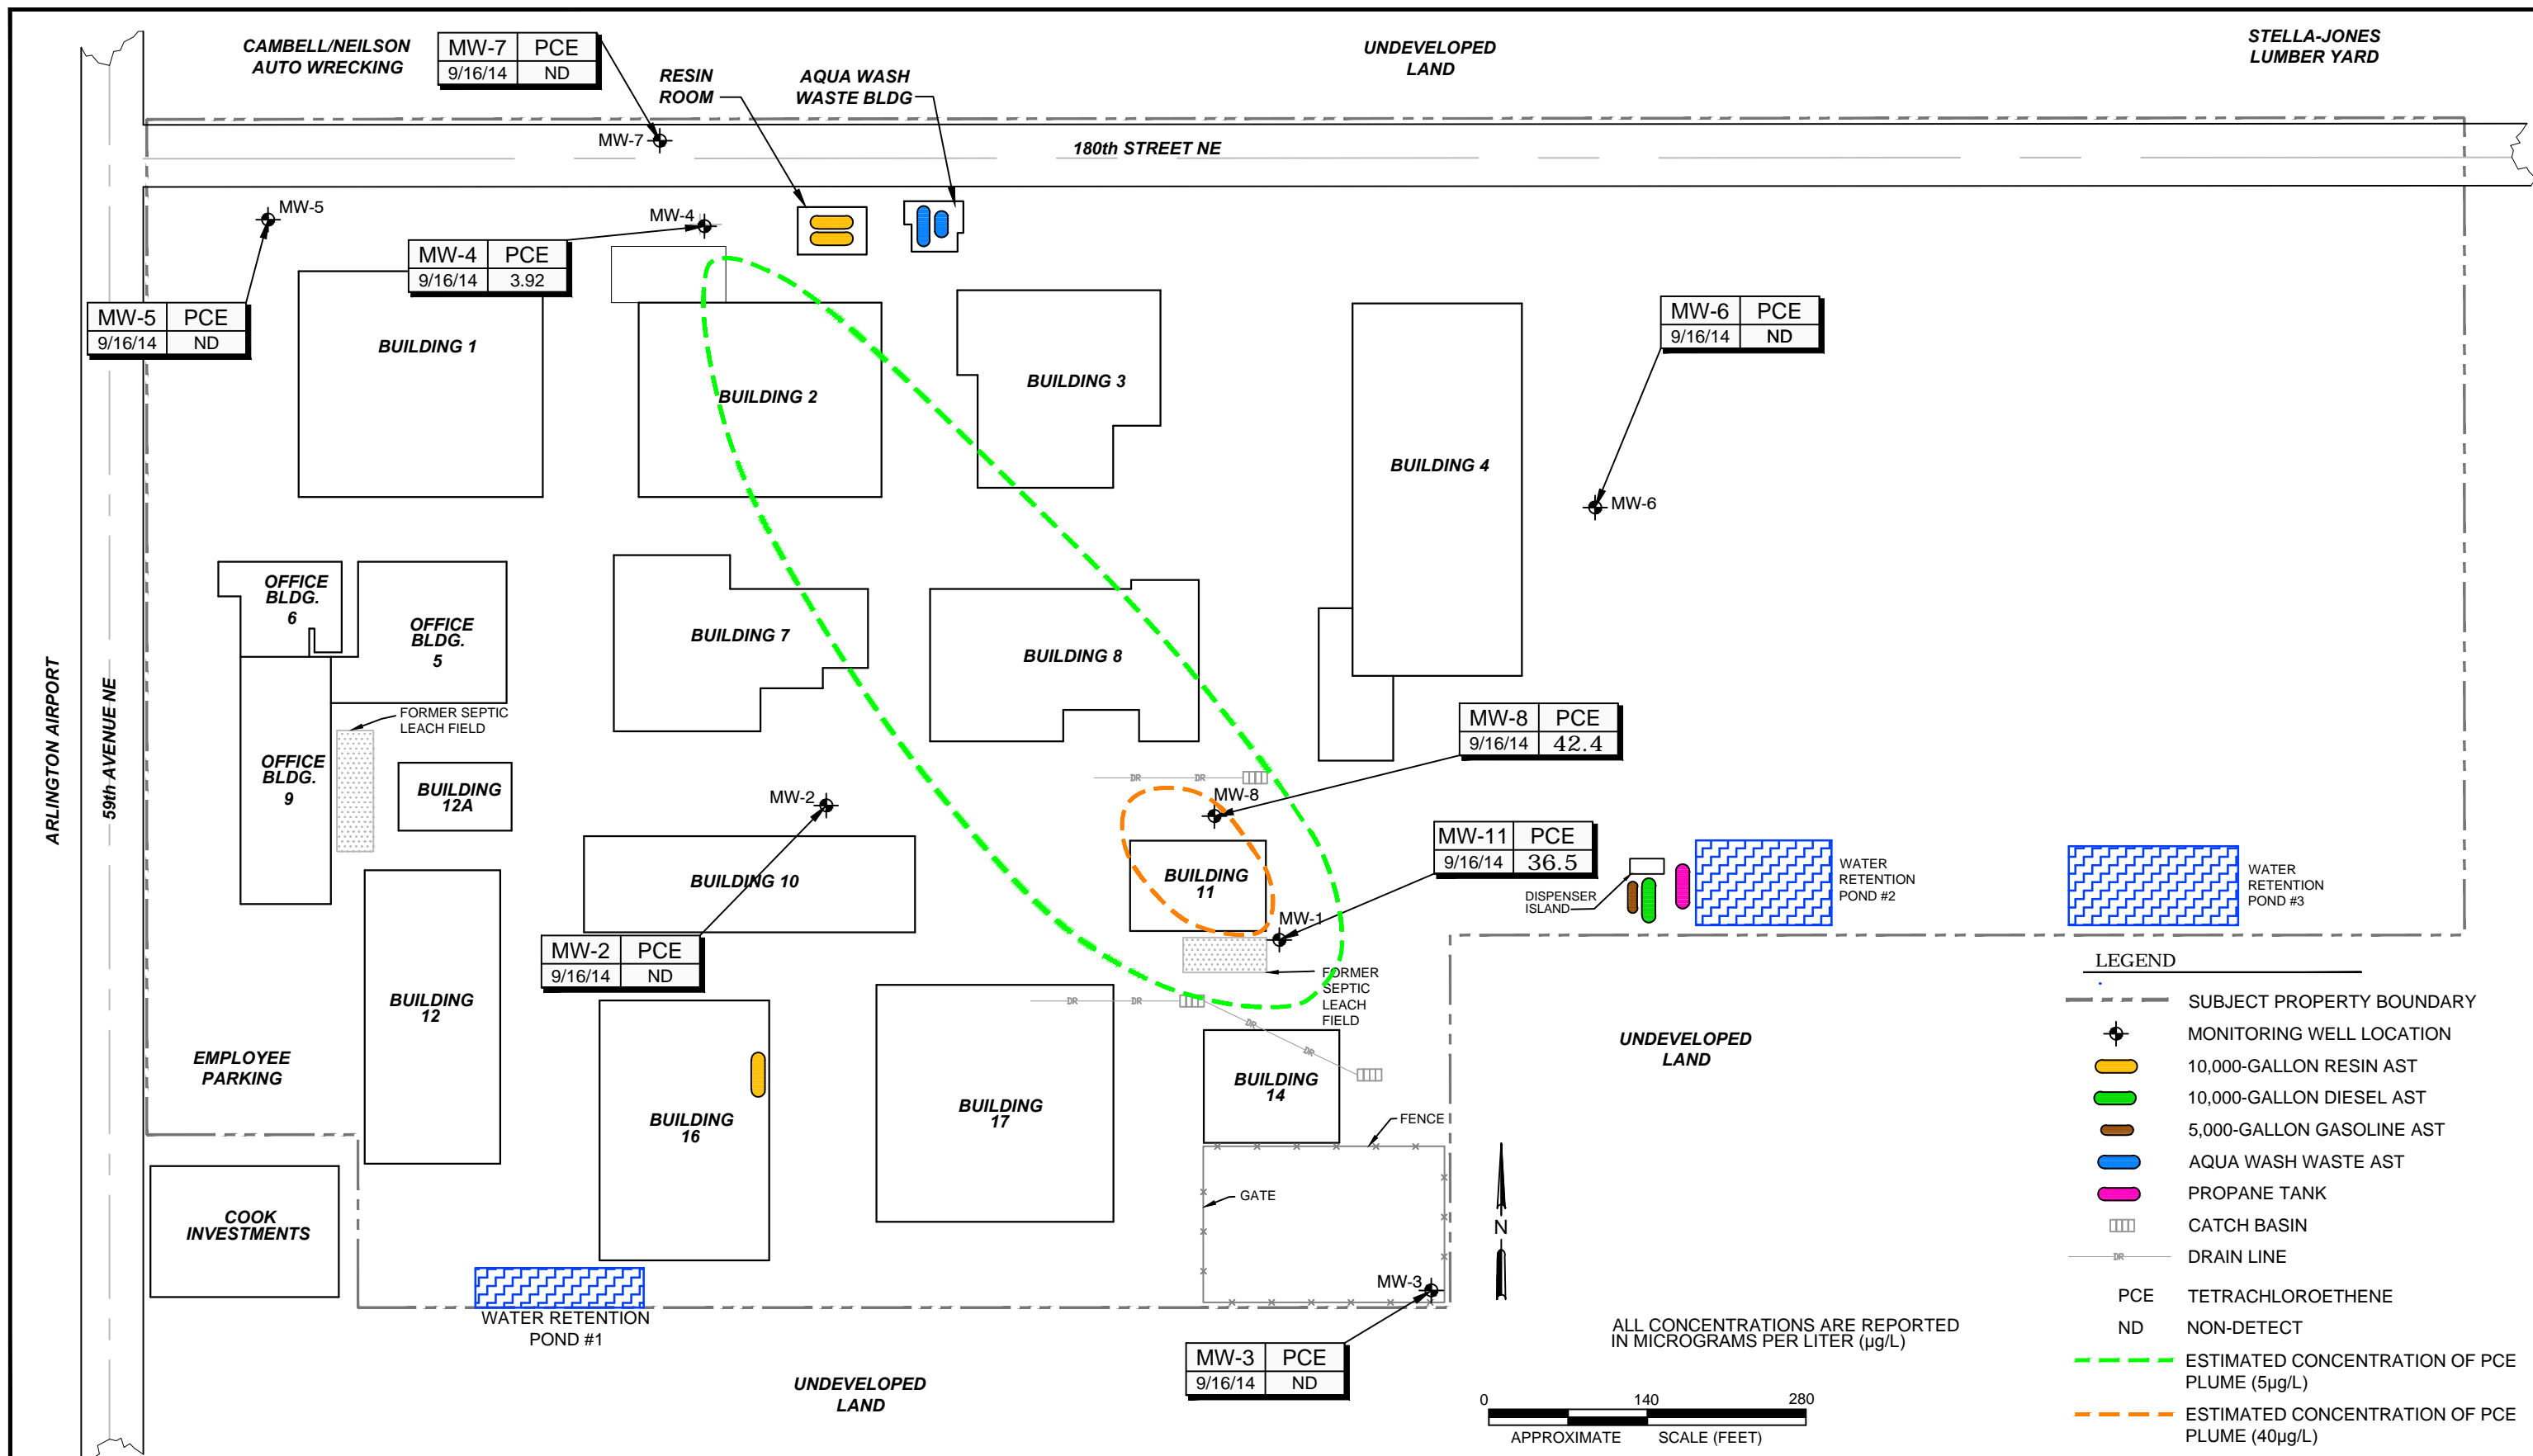 CAMBELL/NEILSON
AUTO WRECKING
MW-7 PCE
9/16/14 ND
RESIN
ROOM
AQUA WASH
WASTE BLDG
UNDEVELOPED
LAND
STELLA-JONES
LUMBER YARD
MW-7
180th STREET NE
MW-5
MW-4
MW-4 PCE
9/16/14 3.92
MW-5 PCE
9/16/14 ND
BUILDING 1
BUILDING 2
BUILDING 3
BUILDING 4
MW-6 PCE
9/16/14 ND
MW-6
OFFICE
BLDG.
6
OFFICE
BLDG.
5
BUILDING 7
BUILDING 8
ARLINGTON AIRPORT
59th AVENUE NE
FORMER SEPTIC
LEACH FIELD
OFFICE
BLDG.
9
BUILDING
12A
MW-2
MW-8 PCE
9/16/14 42.4
DR DR
MW-8
MW-11 PCE
9/16/14 36.5
BUILDING 10
BUILDING
11
MW-1
DISPENSER
ISLAND
WATER
RETENTION
POND #2
WATER
RETENTION
POND #3
MW-2 PCE
9/16/14 ND
FORMER
SEPTIC
LEACH
FIELD
DR DR
DR
DR
BUILDING
12
EMPLOYEE
PARKING
BUILDING
16
BUILDING
17
BUILDING
14
UNDEVELOPED
LAND
FENCE
GATE
N
COOK
INVESTMENTS
WATER RETENTION
POND #1
MW-3
MW-3 PCE
9/16/14 ND
UNDEVELOPED
LAND
ALL CONCENTRATIONS ARE REPORTED
IN MICROGRAMS PER LITER (µg/L)
0 140 280
APPROXIMATE SCALE (FEET)
LEGEND
SUBJECT PROPERTY BOUNDARY
MONITORING WELL LOCATION
10,000-GALLON RESIN AST
10,000-GALLON DIESEL AST
5,000-GALLON GASOLINE AST
AQUA WASH WASTE AST
PROPANE TANK
CATCH BASIN
DR DRAIN LINE
PCE TETRACHLOROETHENE
ND NON-DETECT
ESTIMATED CONCENTRATION OF PCE
PLUME (5µg/L)
ESTIMATED CONCENTRATION OF PCE
PLUME (40µg/L)